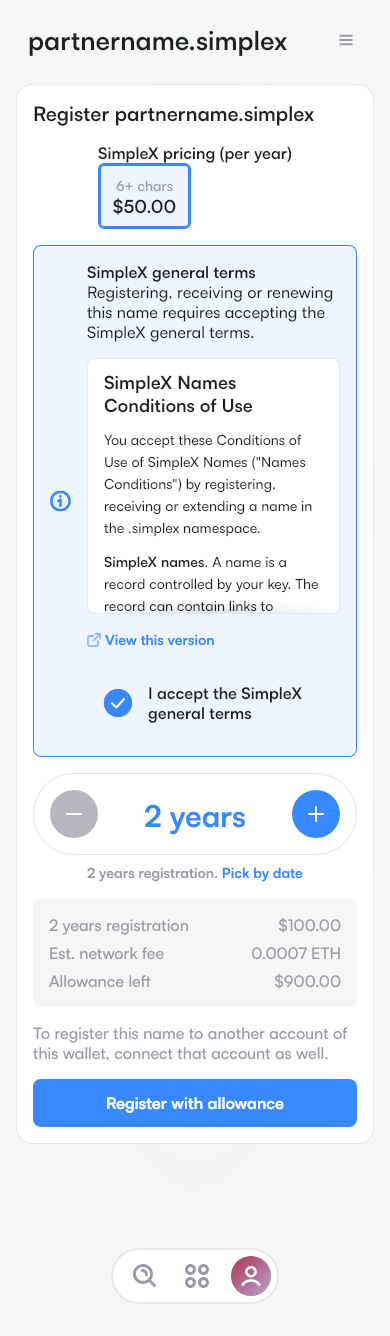 partnername.simplex
Register partnername.simplex
SimpleX pricing (per year)
6+ chars
$50.00
SimpleX general terms
Registering, receiving or renewing
this name requires accepting the
SimpleX general terms.
SimpleX Names
Conditions of Use
You accept these Conditions of
Use of SimpleX Names ("Names
Conditions") by registering,
receiving or extending a name in
the .simplex namespace.
SimpleX names. A name is a
record controlled by your key. The
record can contain links to
View this version
I accept the SimpleX
general terms
2 years
2 years registration. Pick by date
2 years registration $100.00
Est. network fee 0.0007 ETH
Allowance left $900.00
To register this name to another account of
this wallet, connect that account as well.
Register with allowance